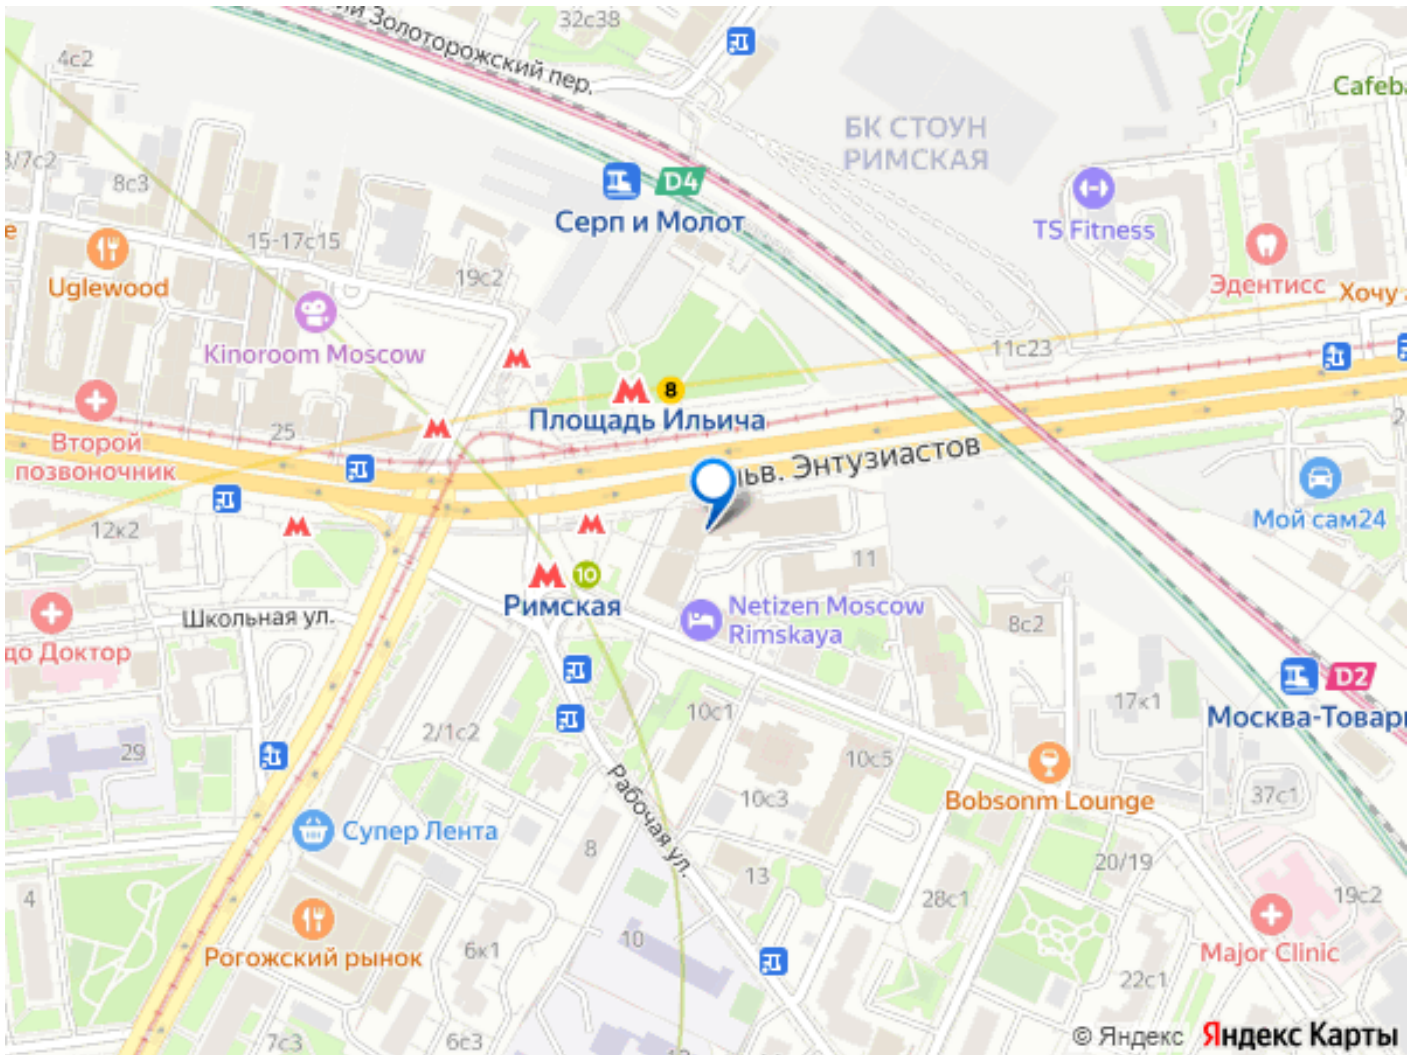 Золоторожский пер.
32с38
4с2
Cafeba
БК СТОУН
РИМСКАЯ
3/7с2
8с3
D4
Серп и Молот
TS Fitness
15-17с15
19с2
Uglewood
Эдентисс
Хочу
Kinoroom Moscow
11с23
8
Площадь Ильича
25
Второй
позвоночник
Энтузиастов
Мой сам24
12к2
11
10
Римская
Netizen Moscow
Rimskaya
Школьная ул.
8с2
до Доктор
D2
17к1
Москва-Товарн
10с1
2/1с2
29
10с5
Bobsonm Lounge
37с1
10с3
Рабочая ул.
Супер Лента
8
20/19
13
4
28с1
19с2
Major Clinic
10
Рогожский рынок
6к1
22с1
7с3
6с3
© Яндекс
Яндекс Карты